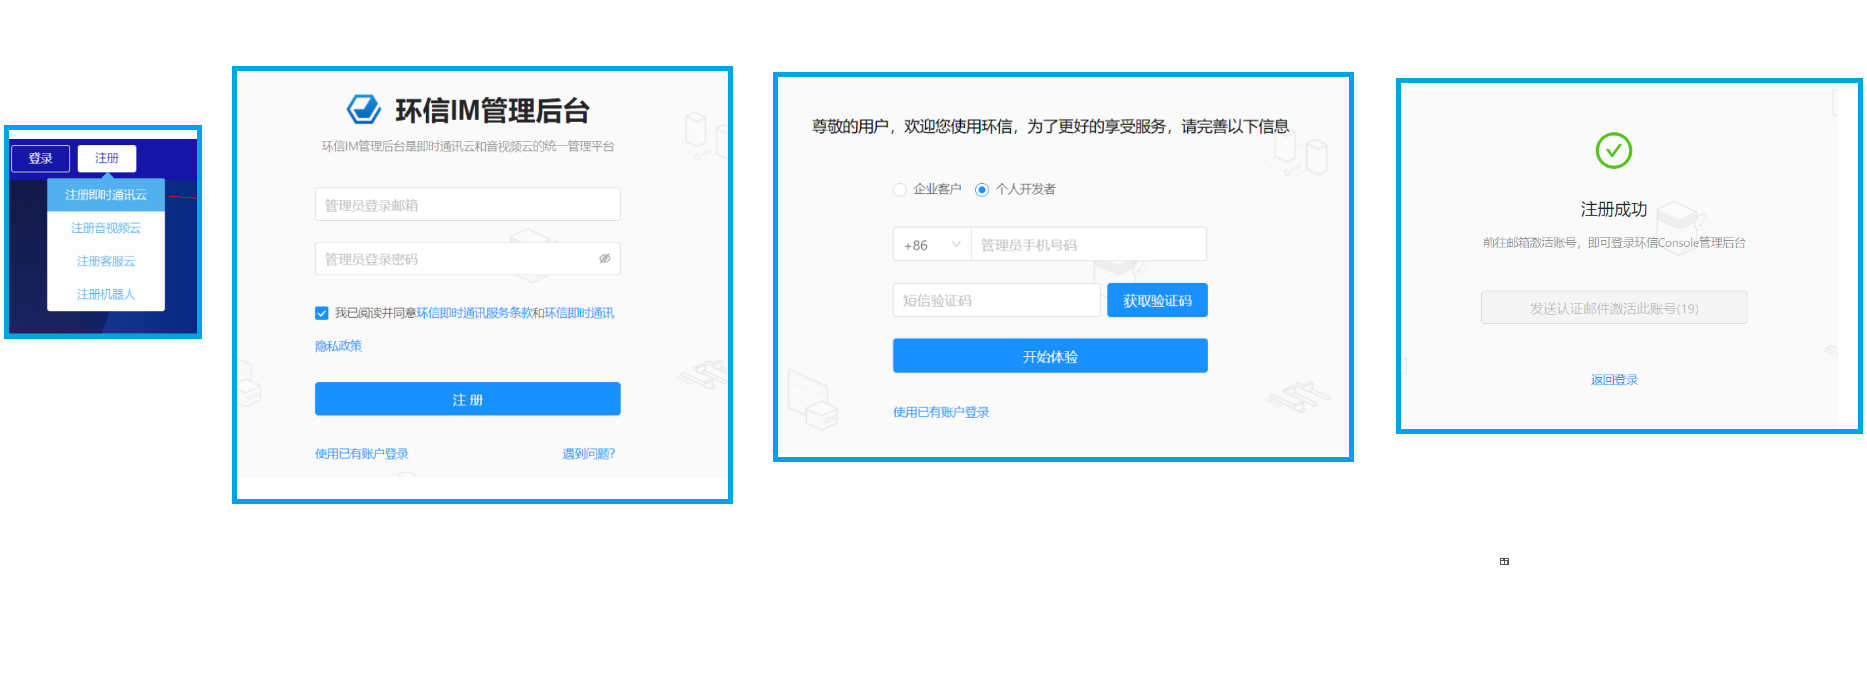 登录
注册
注册即时通讯云
注册音视频云
注册客服云
注册机器人
环信IM管理后台
环信IM管理后台是即时通讯云和音视频云的统一管理平台
管理员登录邮箱
管理员登录密码
我已阅读并同意环信即时通讯服务条款和环信即时通讯
隐私政策
注 册
使用已有账户登录
遇到问题?
尊敬的用户，欢迎您使用环信，为了更好的享受服务，请完善以下信息
企业客户
个人开发者
+86
管理员手机号码
短信验证码
获取验证码
开始体验
使用已有账户登录
注册成功
前往邮箱激活账号，即可登录环信Console管理后台
发送认证邮件激活此账号(19)
返回登录